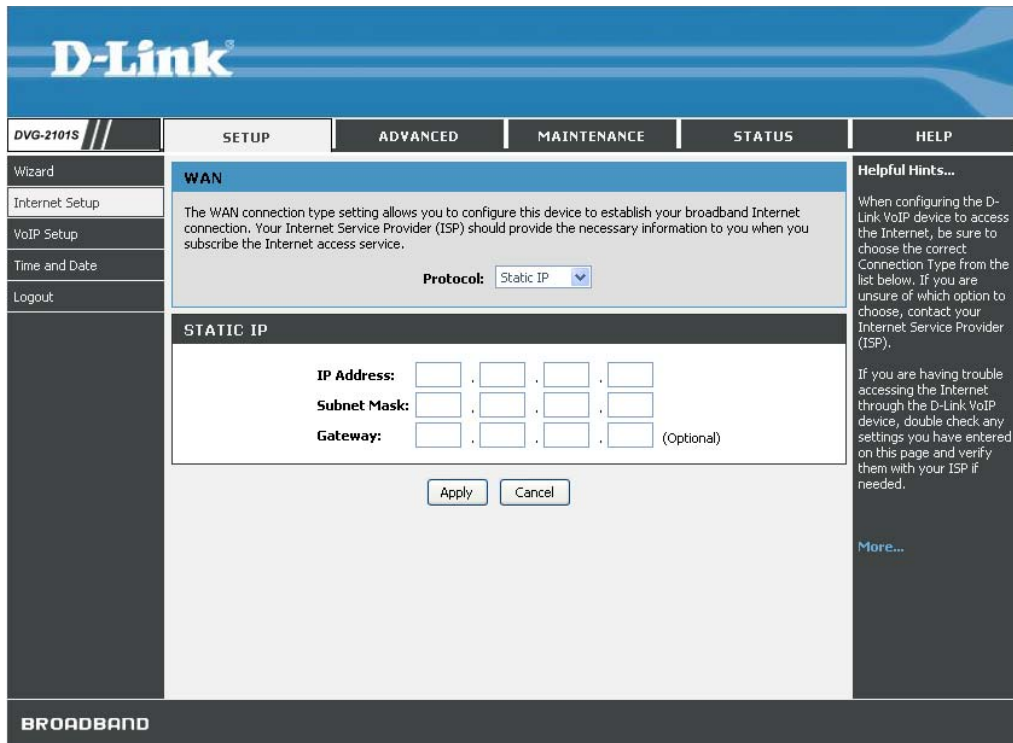 D-Link®
DVG-2101S
SETUP
ADVANCED
MAINTENANCE
STATUS
HELP
Wizard
Internet Setup
VoIP Setup
Time and Date
Logout
WAN
The WAN connection type setting allows you to configure this device to establish your broadband Internet
connection. Your Internet Service Provider (ISP) should provide the necessary information to you when you
subscribe the Internet access service.
Protocol: Static IP
STATIC IP
IP Address: . . .
Subnet Mask: . . .
Gateway: . . . (Optional)
Apply Cancel
Helpful Hints...
When configuring the D-
Link VoIP device to access
the Internet, be sure to
choose the correct
Connection Type from the
list below. If you are
unsure of which option to
choose, contact your
Internet Service Provider
(ISP).
If you are having trouble
accessing the Internet
through the D-Link VoIP
device, double check any
settings you have entered
on this page and verify
them with your ISP if
needed.
More...
BROADBAND